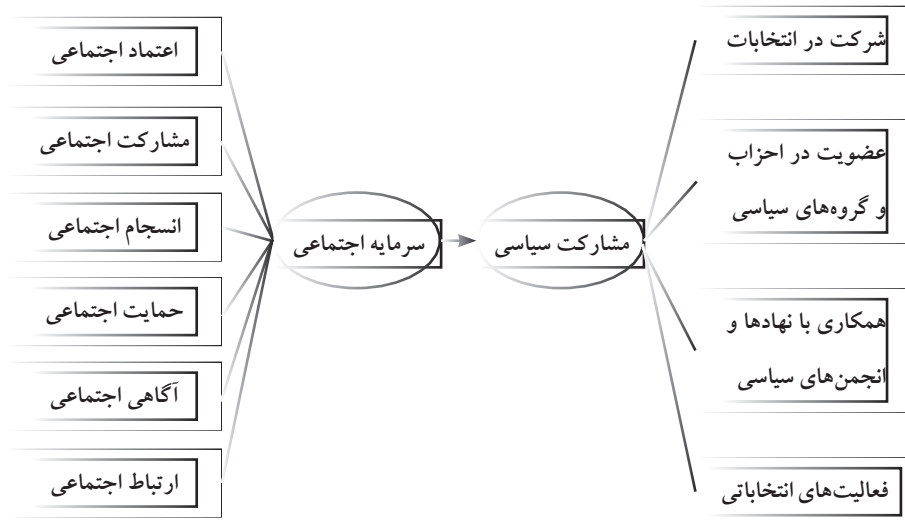 شرکت در انتخابات
عضویت در احزاب
و گروه‌های سیاسی
همکاری با نهادها و
انجمن‌های سیاسی
فعالیت‌های انتخاباتی
مشارکت سیاسی
سرمایه اجتماعی
اعتماد اجتماعی
مشارکت اجتماعی
انسجام اجتماعی
حمایت اجتماعی
آگاهی اجتماعی
ارتباط اجتماعی